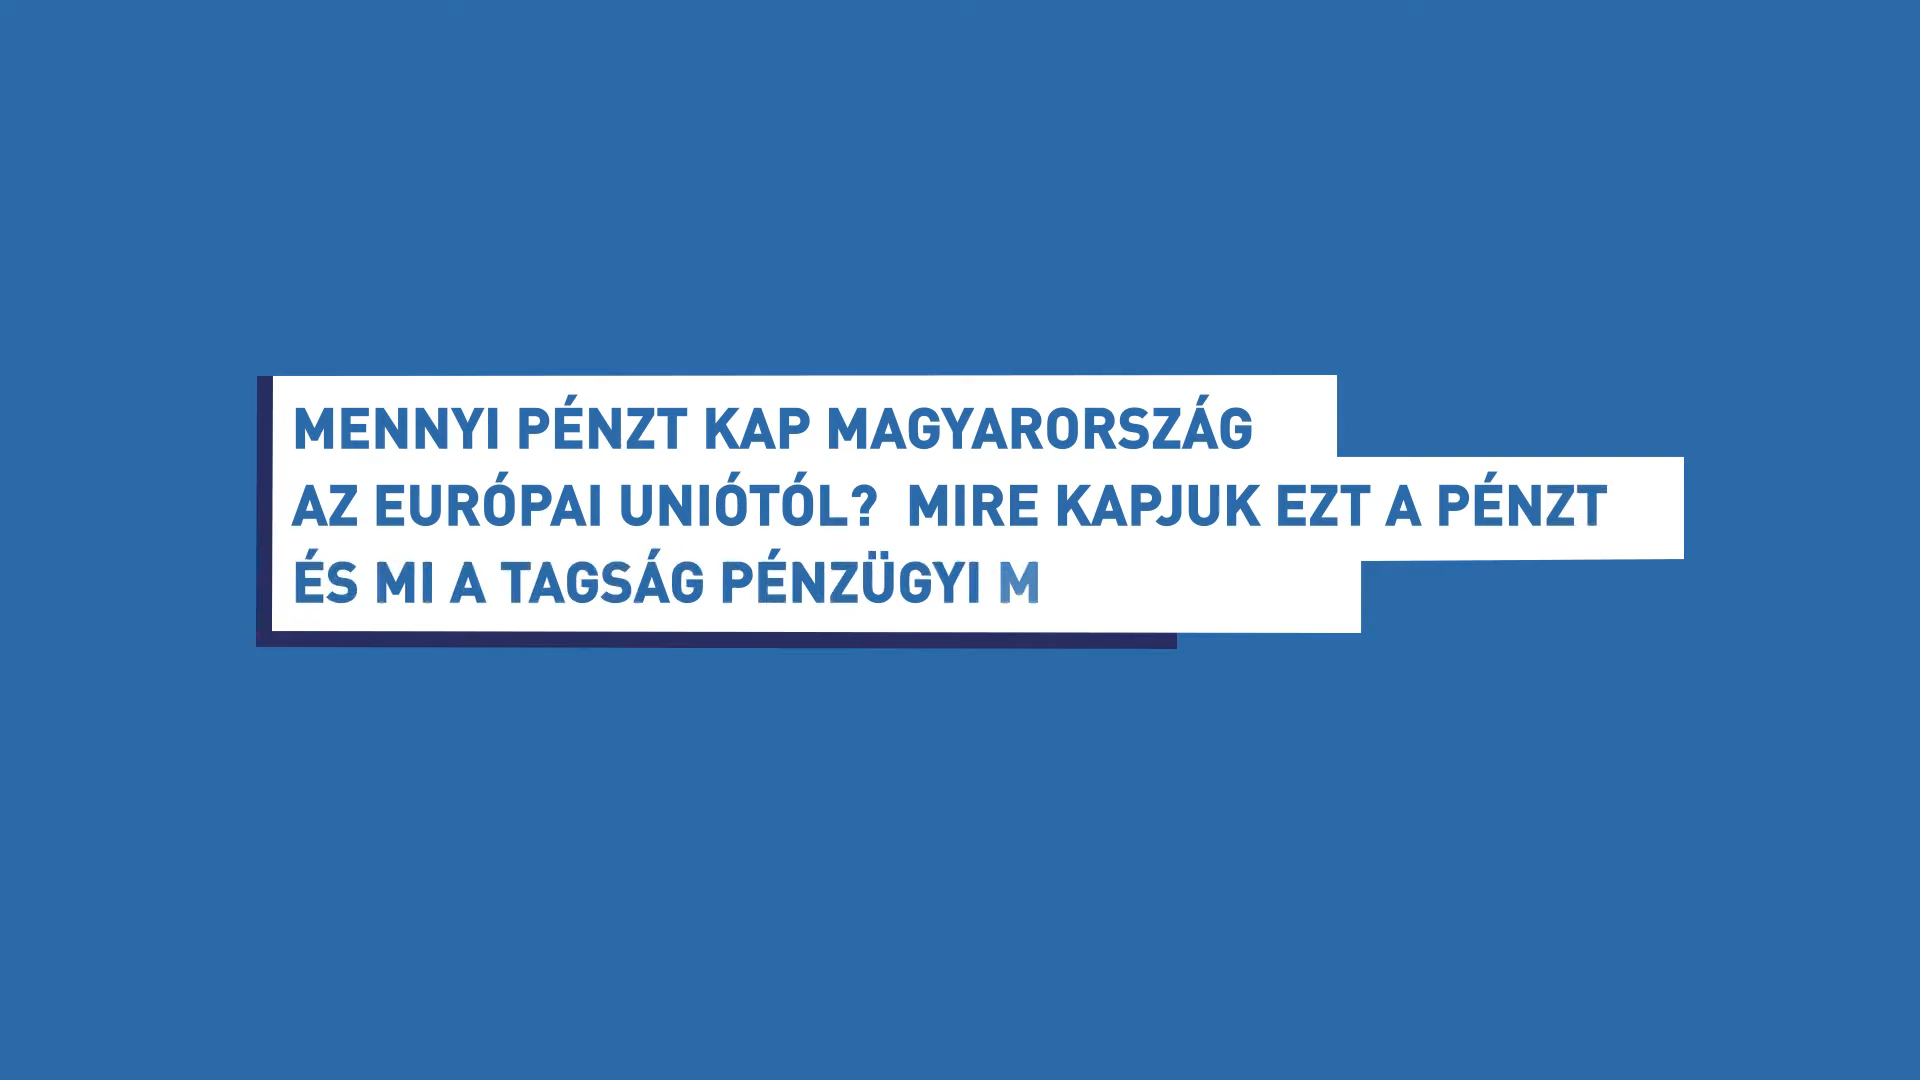 MENNYI PÉNZT KAP MAGYARORSZÁG
AZ EURÓPAI UNIÓTÓL? MIRE KAPJUK EZT A PÉNZT
ÉS MI A TAGSÁG PÉNZÜGYI M